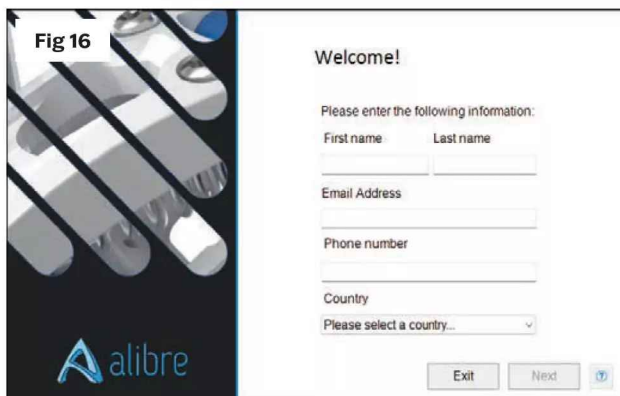 Fig 16
Welcome!
Please enter the following information:
First name Last name
Email Address
Phone number
Country
Please select a country...
Exit Next ?
alibre